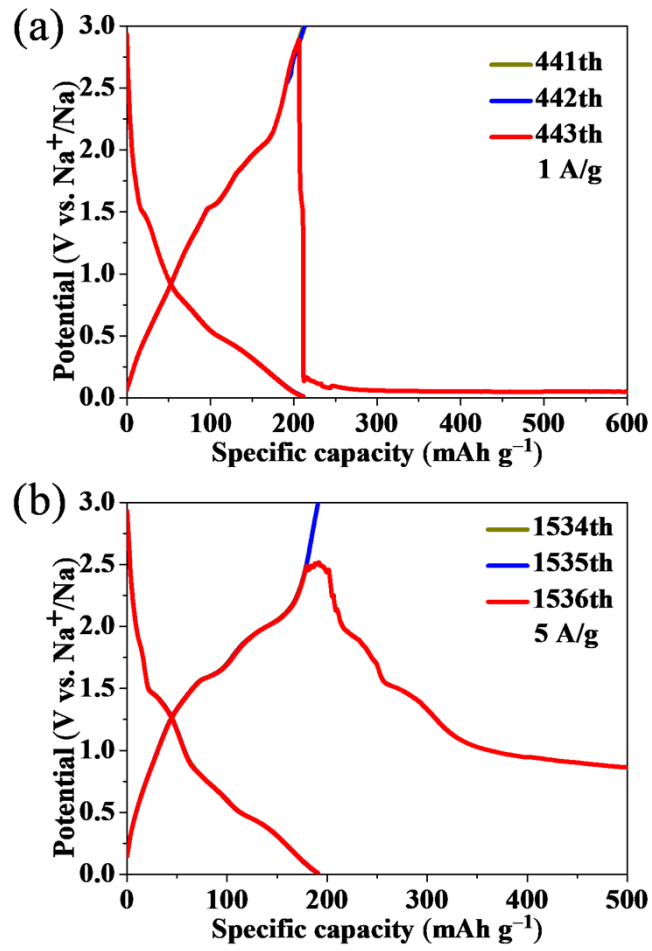 (a)
3.0
2.5
2.0
1.5
1.0
0.5
0.0
Potential (V vs. Na⁺/Na)
441th
442th
443th
1 A/g
0 100 200 300 400 500 600
Specific capacity (mAh g⁻¹)
(b)
3.0
2.5
2.0
1.5
1.0
0.5
0.0
Potential (V vs. Na⁺/Na)
1534th
1535th
1536th
5 A/g
0 100 200 300 400 500
Specific capacity (mAh g⁻¹)